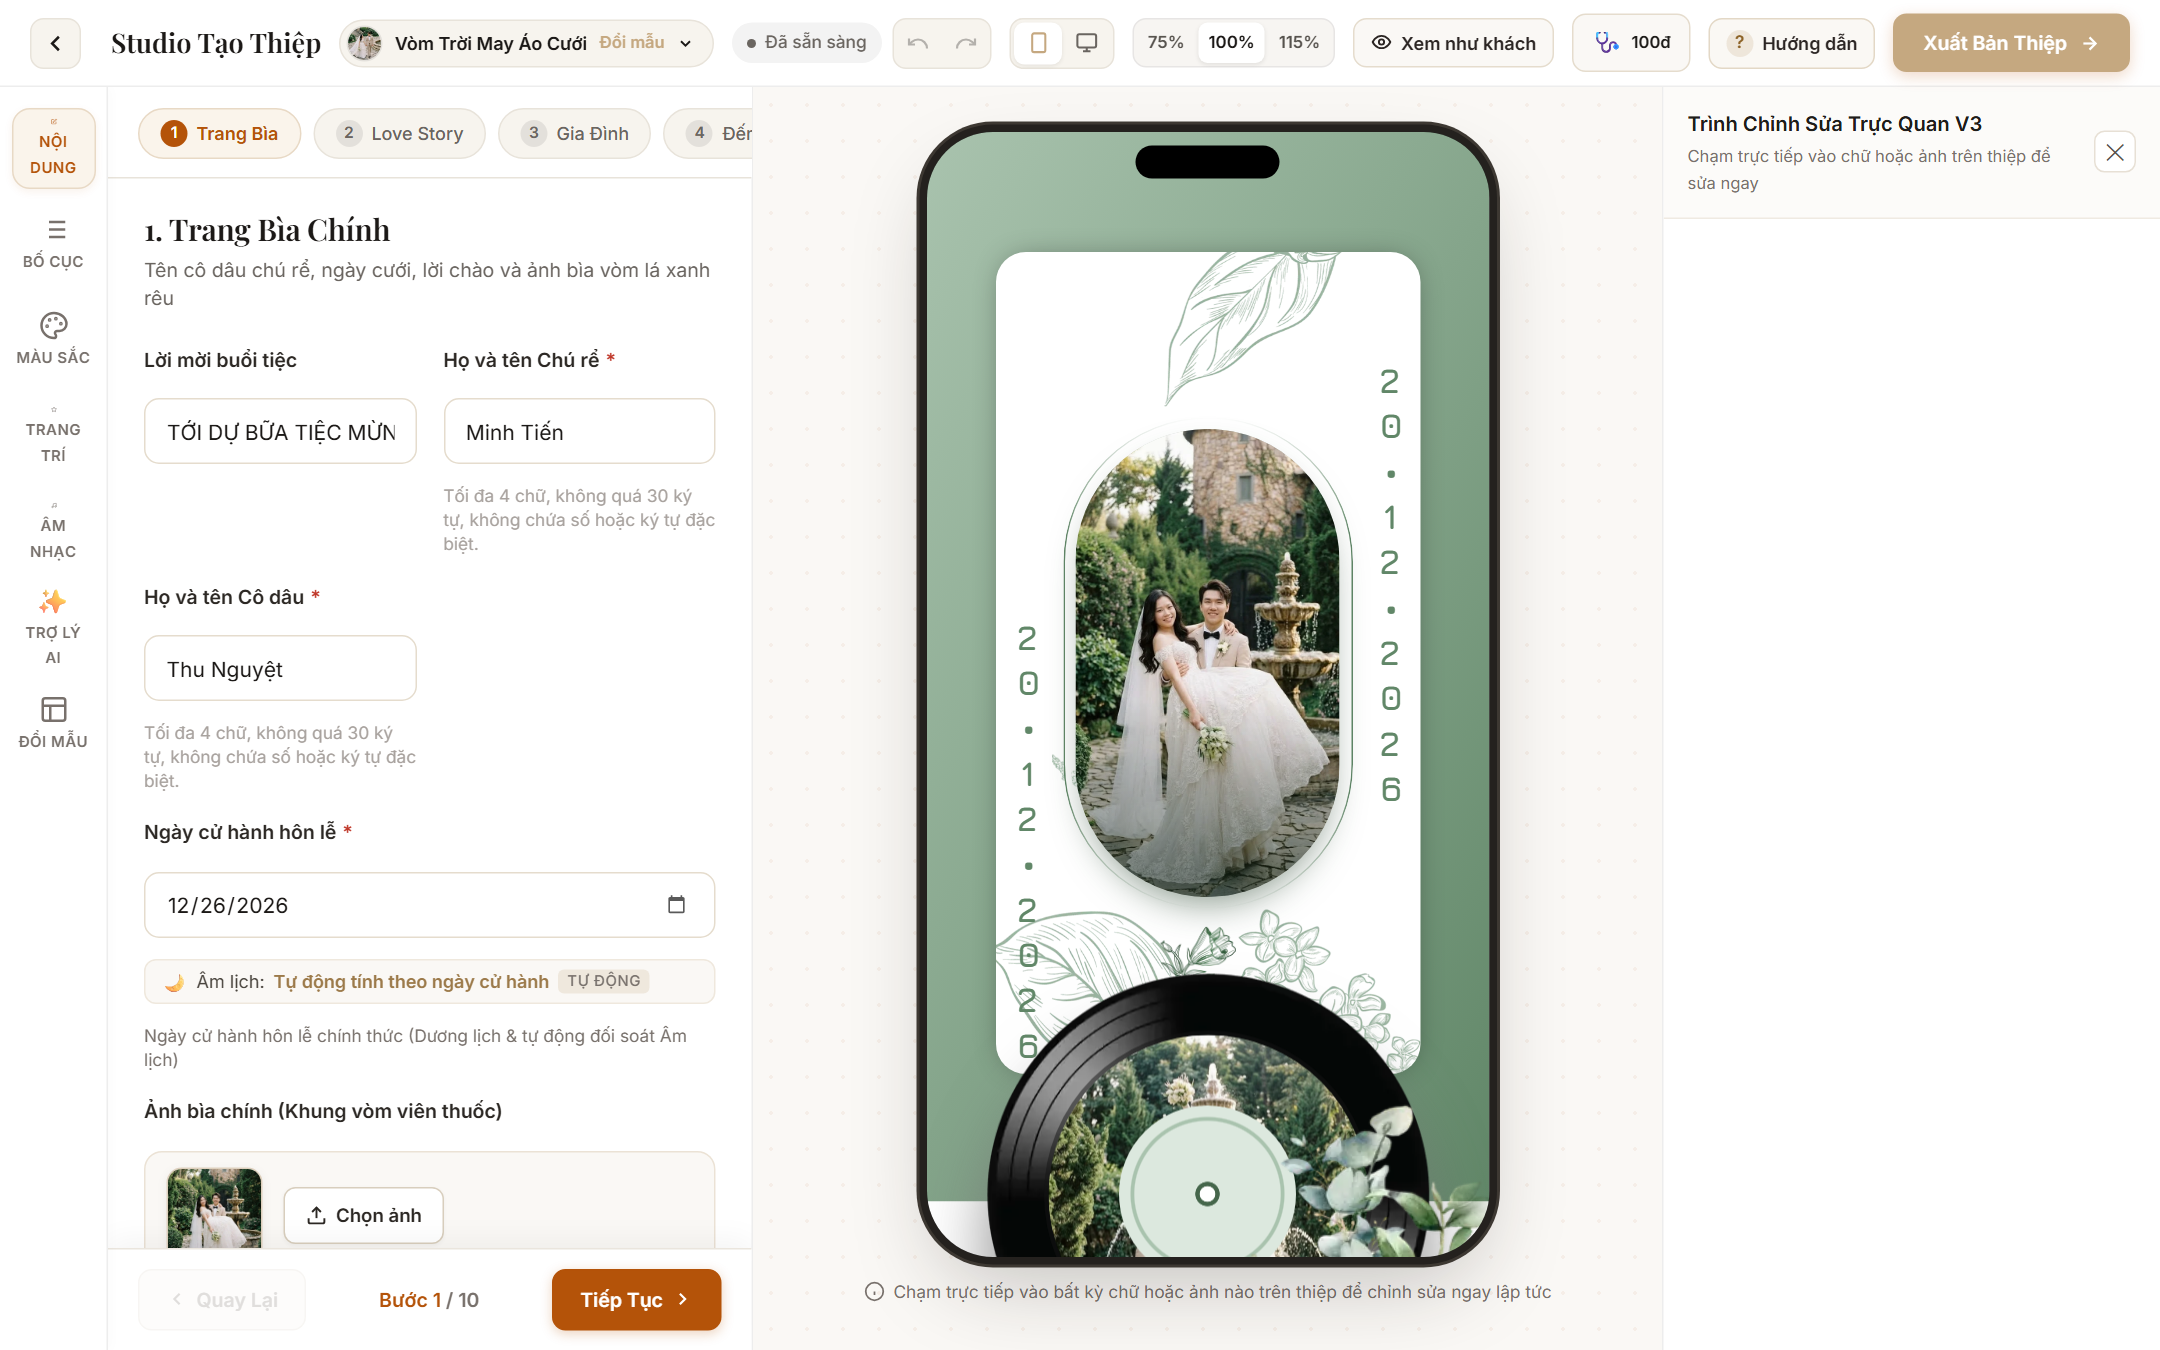 Studio Tạo Thiệp
Vòm Trời May Áo Cưới Đổi mẫu
Đã sẵn sàng
75% 100% 115%
Xem như khách
100đ
? Hướng dẫn
Xuất Bản Thiệp
NỘI
DUNG
BỐ CỤC
MÀU SẮC
TRANG
TRÍ
ÂM
NHẠC
TRỢ LÝ
AI
ĐỔI MẪU
1 Trang Bìa
2 Love Story
3 Gia Đình
4 Đến
1. Trang Bìa Chính
Tên cô dâu chú rể, ngày cưới, lời chào và ảnh bìa vòm lá xanh
rêu
Lời mời buổi tiệc
TỚI DỰ BỮA TIỆC MỪN
Họ và tên Chú rể *
Minh Tiến
Tối đa 4 chữ, không quá 30 ký
tự, không chứa số hoặc ký tự đặc
biệt.
Họ và tên Cô dâu *
Thu Nguyệt
Tối đa 4 chữ, không quá 30 ký
tự, không chứa số hoặc ký tự đặc
biệt.
Ngày cử hành hôn lễ *
12/26/2026
Âm lịch: Tự động tính theo ngày cử hành TỰ ĐỘNG
Ngày cử hành hôn lễ chính thức (Dương lịch & tự động đối soát Âm
lịch)
Ảnh bìa chính (Khung vòm viên thuốc)
Chọn ảnh
Quay Lại
Bước 1 / 10
Tiếp Tục
20·12·2026
20·12·2026
Chạm trực tiếp vào bất kỳ chữ hoặc ảnh nào trên thiệp để chỉnh sửa ngay lập tức
Trình Chỉnh Sửa Trực Quan V3
Chạm trực tiếp vào chữ hoặc ảnh trên thiệp để
sửa ngay